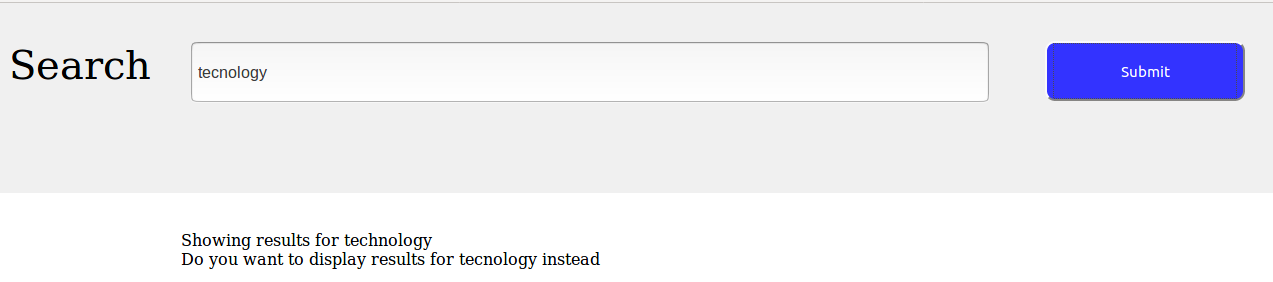 Search
tecnology
Submit
Showing results for technology
Do you want to display results for tecnology instead